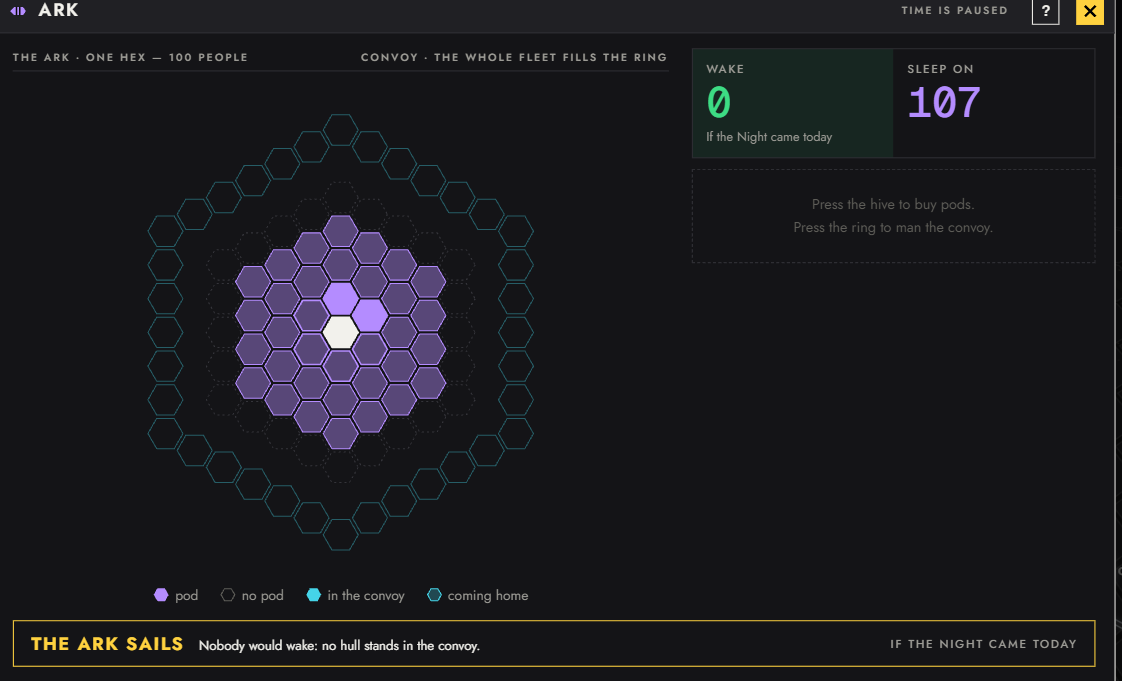 ARK
TIME IS PAUSED
?
THE ARK · ONE HEX — 100 PEOPLE
CONVOY · THE WHOLE FLEET FILLS THE RING
WAKE
0
If the Night came today
SLEEP ON
107
Press the hive to buy pods.
Press the ring to man the convoy.
pod
no pod
in the convoy
coming home
THE ARK SAILS
Nobody would wake: no hull stands in the convoy.
IF THE NIGHT CAME TODAY